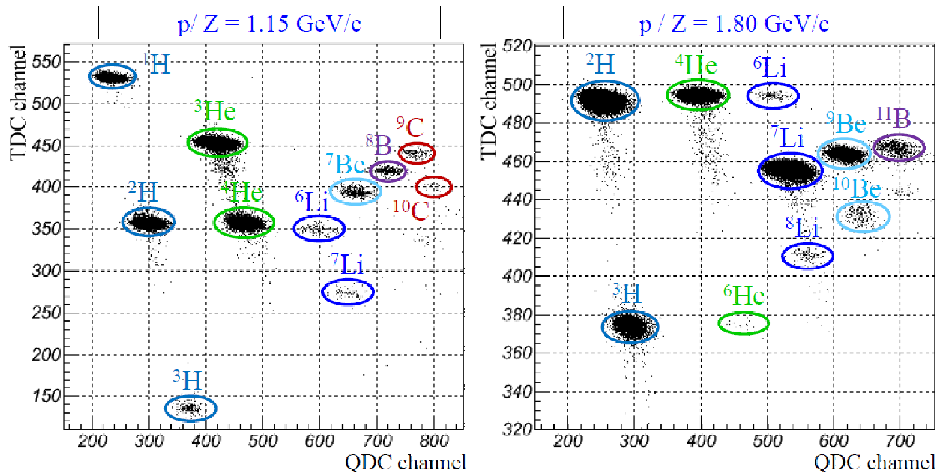 p/ Z = 1.15 GeV/c
TDC channel
550
500
450
400
350
300
250
200
150
200 300 400 500 600 700 800
QDC channel
¹H
³He
²H
⁴He
⁶Li
⁷Be
⁸B
⁹C
¹⁰C
⁷Li
³H
p/ Z = 1.80 GeV/c
TDC channel
520
500
480
460
440
420
400
380
360
340
320
200 300 400 500 600 700
QDC channel
²H
⁴He
⁶Li
⁷Li
⁹Be
¹¹B
¹⁰Be
⁸Li
³H
⁶He